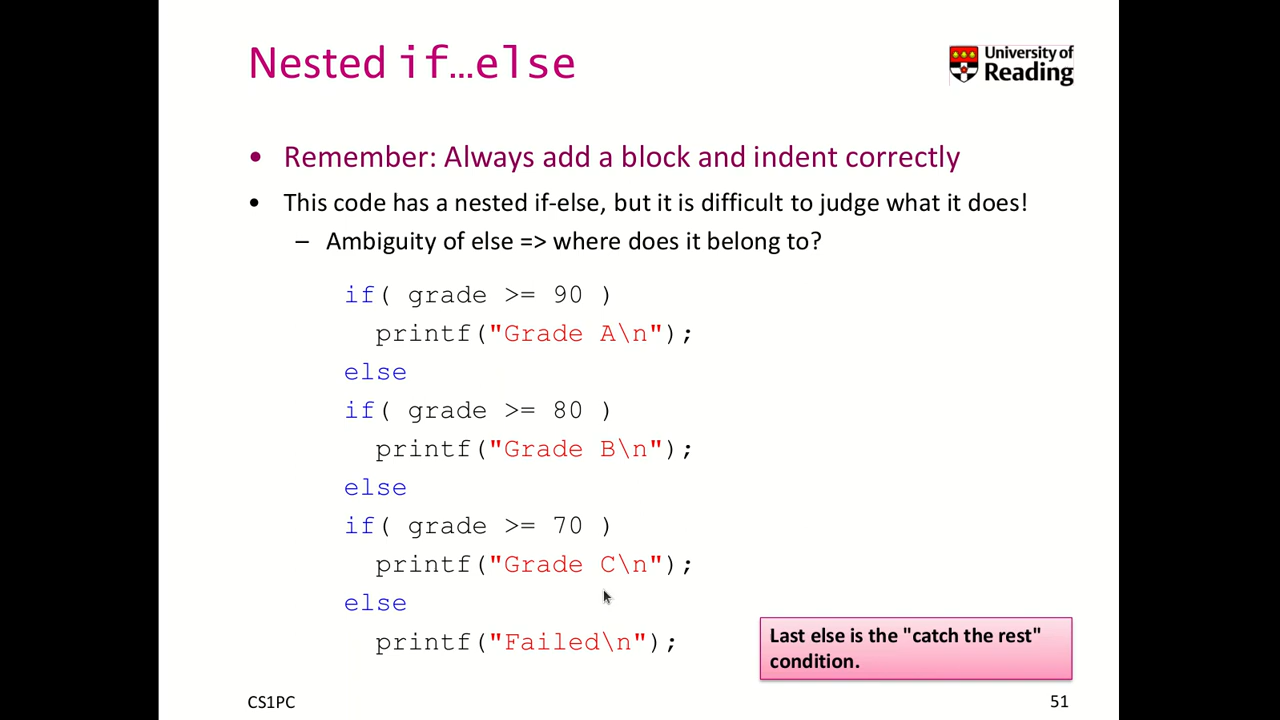 Nested if…else
University of
Reading
• Remember: Always add a block and indent correctly
• This code has a nested if-else, but it is difficult to judge what it does!
– Ambiguity of else => where does it belong to?
if( grade >= 90 )
printf("Grade A\n");
else
if( grade >= 80 )
printf("Grade B\n");
else
if( grade >= 70 )
printf("Grade C\n");
else
printf("Failed\n");
Last else is the "catch the rest"
condition.
CS1PC
51